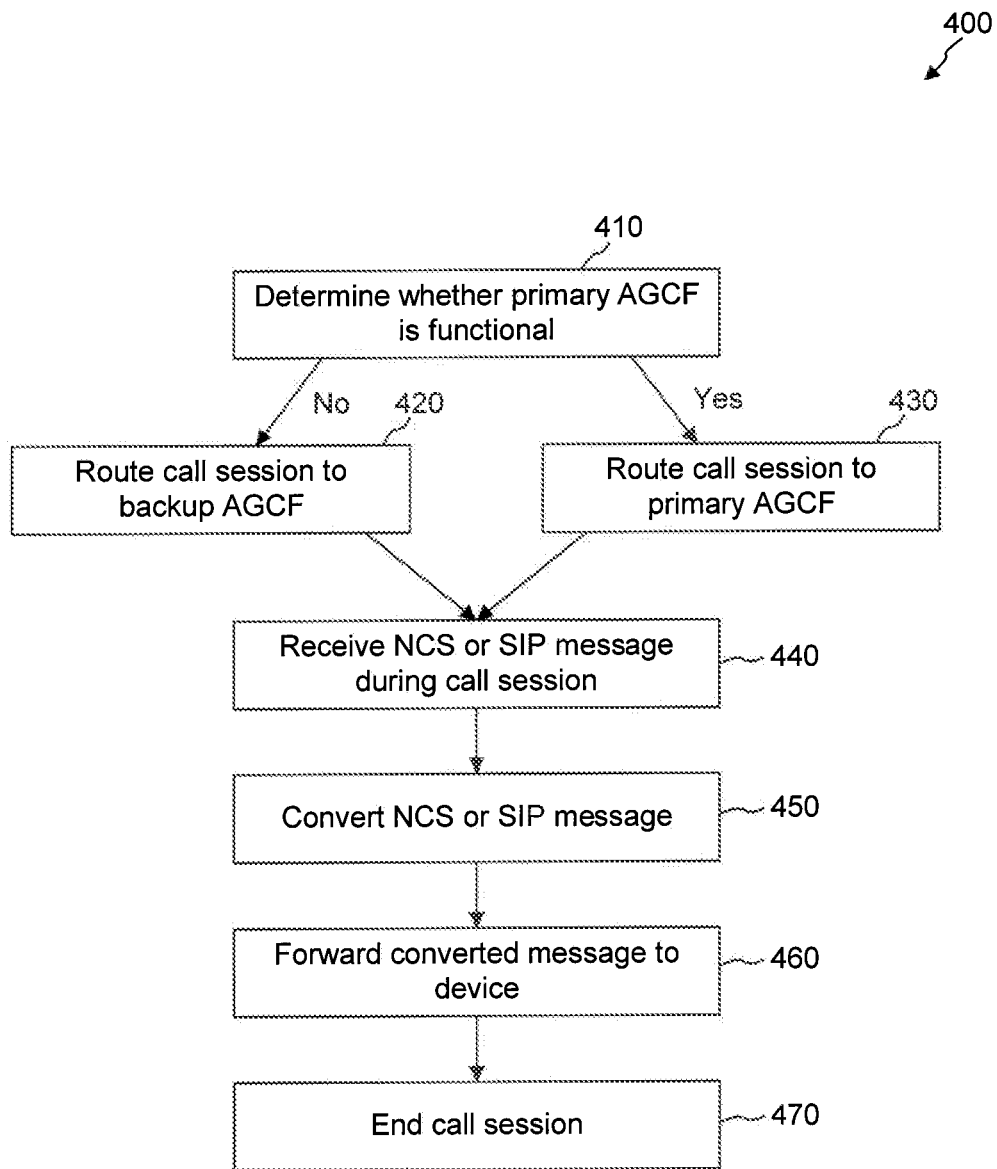 400
410
Determine whether primary AGCF
is functional
No
420
Yes
430
Route call session to
backup AGCF
Route call session to
primary AGCF
Receive NCS or SIP message
during call session
440
Convert NCS or SIP message
450
Forward converted message to
device
460
End call session
470